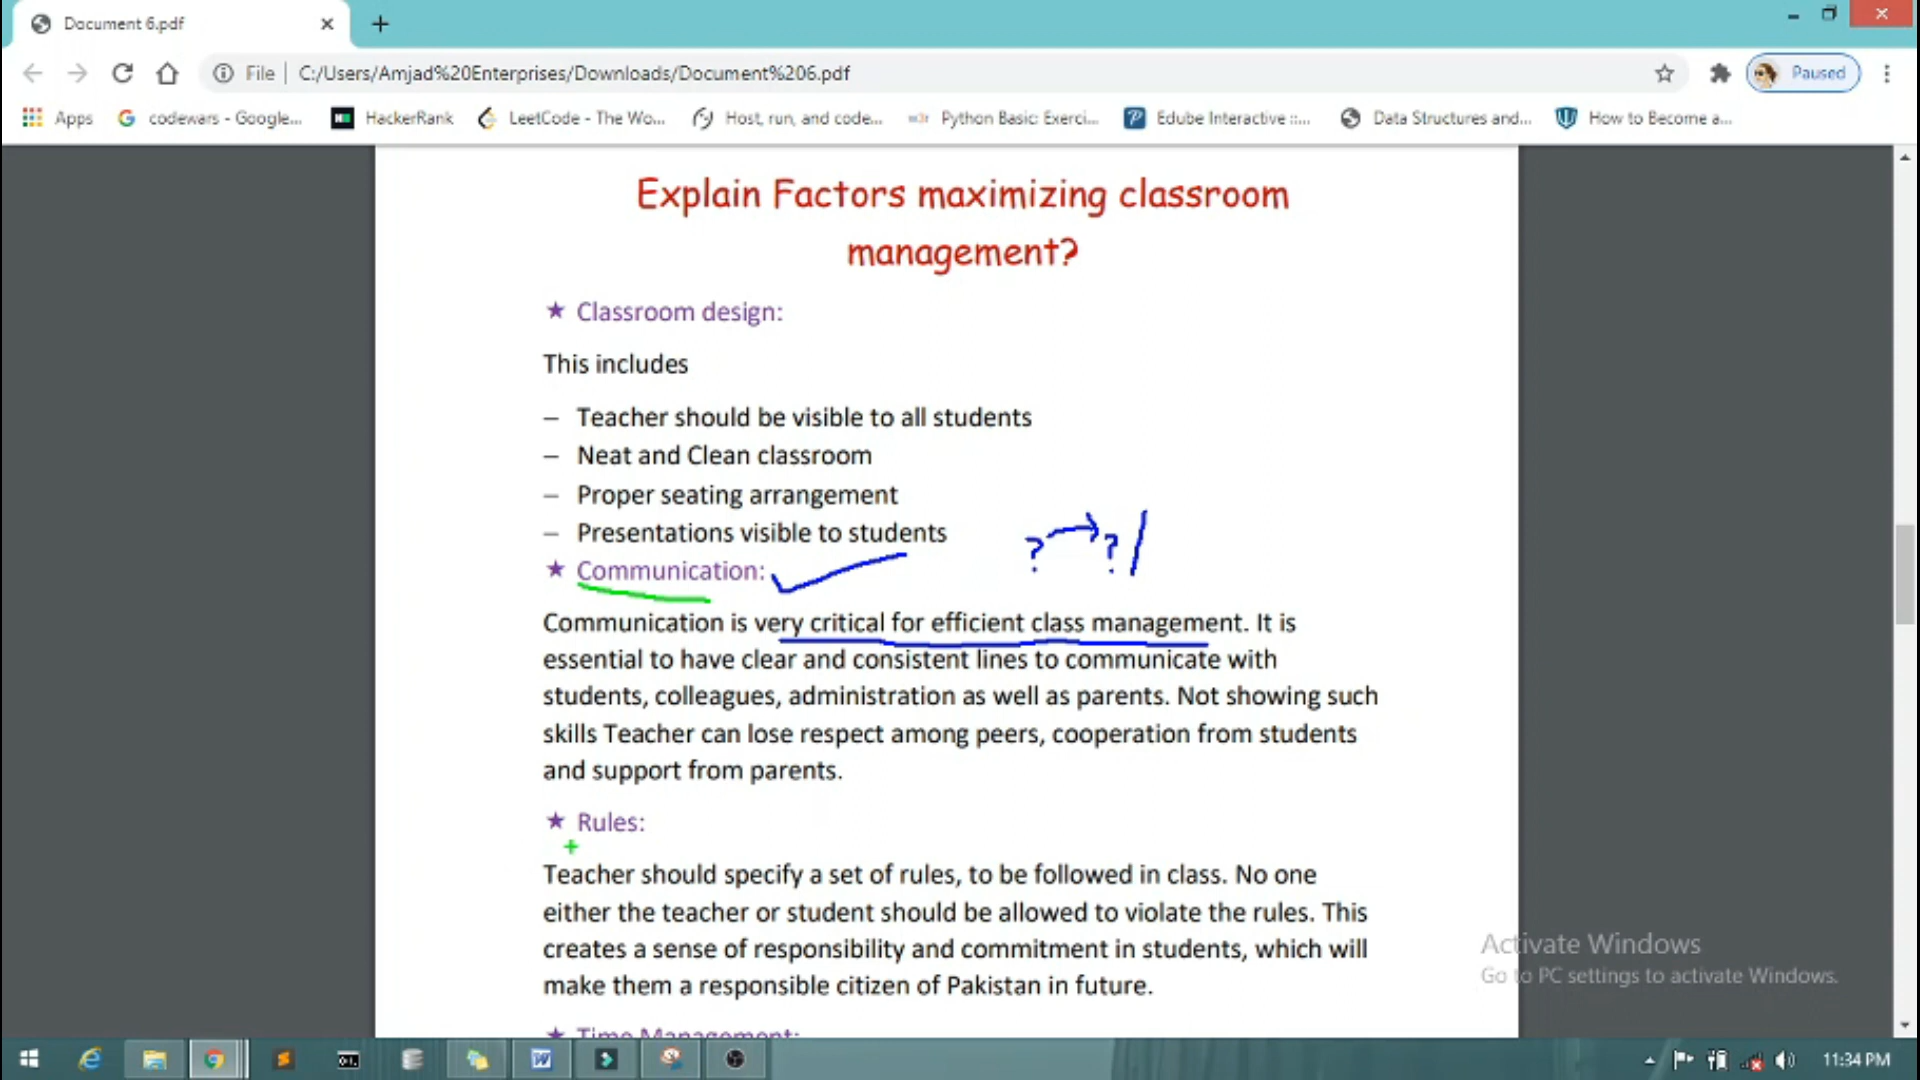 Document 6.pdf
File
C:/Users/Amjad%20Enterprises/Downloads/Document%206.pdf
Paused
Apps
codewars - Google...
HackerRank
LeetCode - The Wo...
Host, run, and code...
Python Basic: Exerci...
Edube Interactive ::...
Data Structures and...
How to Become a...
Explain Factors maximizing classroom
management?
★ Classroom design:
This includes
– Teacher should be visible to all students
– Neat and Clean classroom
– Proper seating arrangement
– Presentations visible to students
? ?
★ Communication:
Communication is very critical for efficient class management. It is
essential to have clear and consistent lines to communicate with
students, colleagues, administration as well as parents. Not showing such
skills Teacher can lose respect among peers, cooperation from students
and support from parents.
★ Rules:
Teacher should specify a set of rules, to be followed in class. No one
either the teacher or student should be allowed to violate the rules. This
creates a sense of responsibility and commitment in students, which will
make them a responsible citizen of Pakistan in future.
★ Time Management:
Activate Windows
Go to PC settings to activate Windows.
11:34 PM